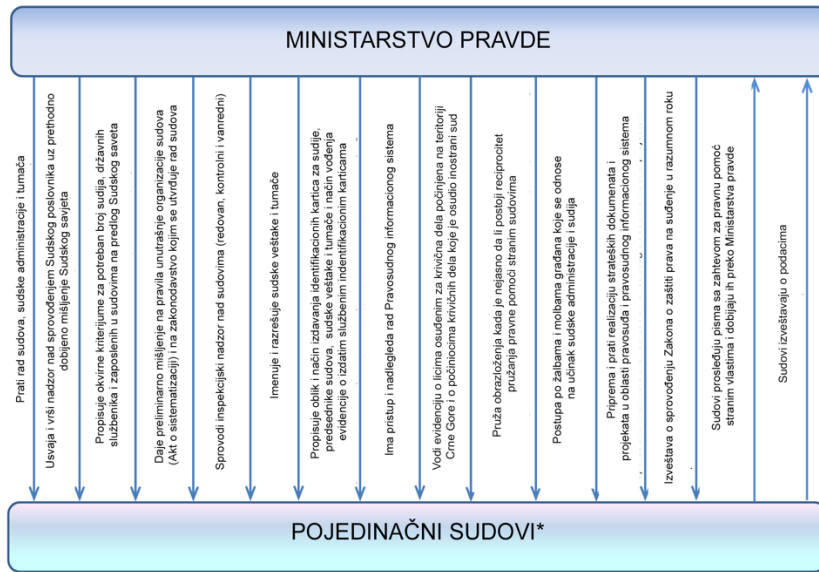 MINISTARSTVO PRAVDE
Prati rad sudova, sudske administracije i tumača
Usvaja i vrši nadzor nad sprovođenjem Sudskog poslovnika uz prethodno
dobijeno mišljenje Sudskog savjeta
Propisuje okvirne kriterijume za potreban broj sudija, državnih
službenika i zaposlenih u sudovima na predlog Sudskog saveta
Daje preliminarno mišljenje na pravila unutrašnje organizacije sudova
(Akt o sistematizaciji) i na zakonodavstvo kojim se utvrđuje rad sudova
Sprovodi inspekcijski nadzor nad sudovima (redovan, kontrolni i vanredni)
Imenuje i razrešuje sudske veštake i tumače
Propisuje oblik i način izdavanja identifikacionih kartica za sudije,
predsednike sudova, sudske veštake i tumače i način vođenja
evidencije o izdatim službenim indentifikacionim karticama
Ima pristup i nadlegleda rad Pravosudnog informacionog sistema
Vodi evidenciju o licima osuđenim za krivična dela počinjena na teritoriji
Crne Gore i o počiniocima krivičnih dela koje je osudio inostrani sud
Pruža obrazloženja kada je nejasno da li postoji reciprocitet
pružanja pravne pomoći stranim sudovima
Postupa po žalbama i molbama građana koje se odnose
na učinak sudske administracije i sudija
Priprema i prati realizaciju strateških dokumenata i
projekata u oblasti pravosuđa i pravosudnog informacionog sistema
Izveštava o sprovođenju Zakona o zaštiti prava na suđenje u razumnom roku
Sudovi prosleđuju pisma sa zahtevom za pravnu pomoć
stranim vlastima i dobijaju ih preko Ministarstva pravde
Sudovi izveštavaju o podacima
POJEDINAČNI SUDOVI*